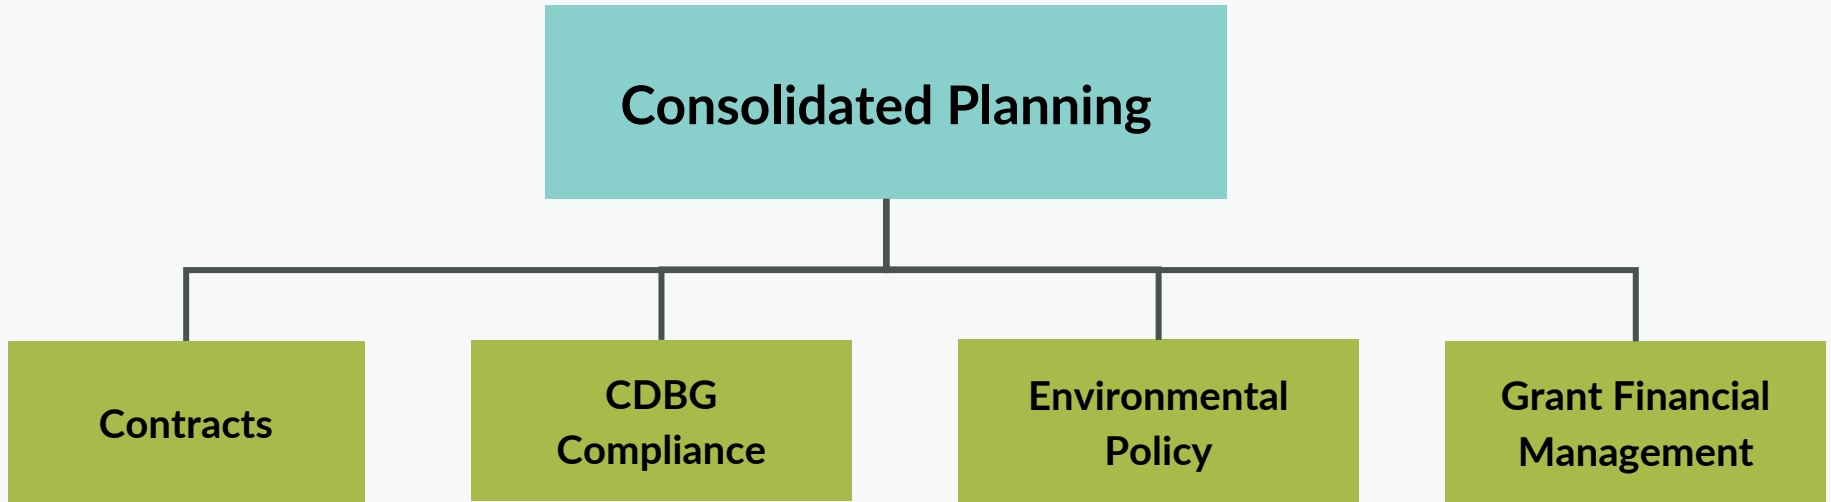 Consolidated Planning
Contracts
CDBG
Compliance
Environmental
Policy
Grant Financial
Management